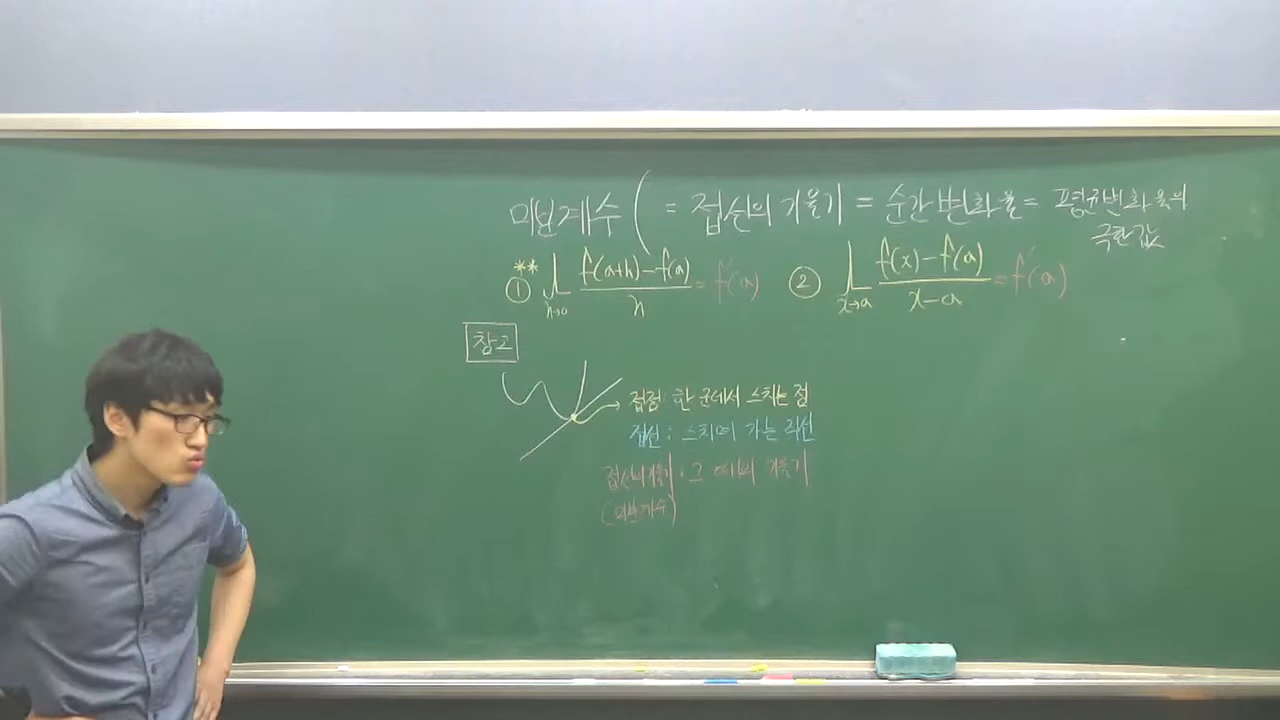 미분계수 ( = 접선의 기울기 = 순간변화율 = 평균변화율의
극한값
** ① lim h→0 f(a+h)-f(a) / h = f'(a) ② lim x→a f(x)-f(a) / x-a = f'(a)
참고
접점: 한 군데서 스치는 점
접선: 스치며 가는 직선
접선의 기울기: 그 때의 기울기
(미분계수)